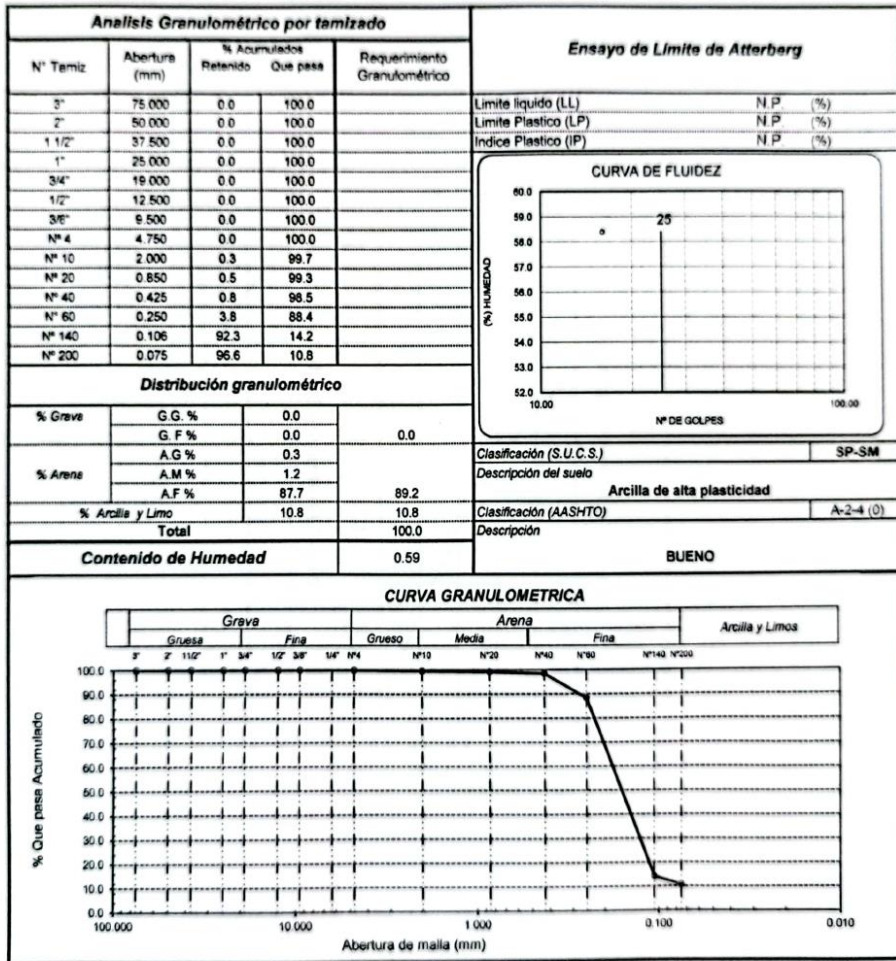 Analisis Granulométrico por tamizado
N° Tamiz Abertura (mm) % Acumulados Retenido Que pasa Requerimiento Granulométrico
3" 75.000 0.0 100.0
2" 50.000 0.0 100.0
1 1/2" 37.500 0.0 100.0
1" 25.000 0.0 100.0
3/4" 19.000 0.0 100.0
1/2" 12.500 0.0 100.0
3/8" 9.500 0.0 100.0
Nº 4 4.750 0.0 100.0
Nº 10 2.000 0.3 99.7
Nº 20 0.850 0.5 99.3
Nº 40 0.425 0.8 98.5
Nº 60 0.250 3.8 88.4
Nº 140 0.106 92.3 14.2
Nº 200 0.075 96.6 10.8
Distribución granulométrico
% Grava G.G. % 0.0
G. F % 0.0 0.0
% Arena A.G % 0.3
A.M % 1.2
A.F % 87.7 89.2
% Arcilla y Limo 10.8 10.8
Total 100.0
Contenido de Humedad 0.59
Ensayo de Límite de Atterberg
Limite liquido (LL) N.P. (%)
Limite Plastico (LP) N.P (%)
Indice Plastico (IP) N.P (%)
CURVA DE FLUIDEZ
(%) HUMEDAD
60.0
59.0
58.0
57.0
56.0
55.0
54.0
53.0
52.0
25
10.00 100.00
Nº DE GOLPES
Clasificación (S.U.C.S.) SP-SM
Descripción del suelo
Arcilla de alta plasticidad
Clasificación (AASHTO) A-2-4 (0)
Descripción
BUENO
CURVA GRANULOMETRICA
Grava Arena Arcilla y Limos
Gruesa Fina Grueso Media Fina
3" 2" 11/2" 1" 3/4" 1/2" 3/8" 1/4" Nº4 N°10 N°20 N°40 N°60 N°140 N°200
% Que pasa Acumulado
100.0
90.0
80.0
70.0
60.0
50.0
40.0
30.0
20.0
10.0
0.0
100.000 10.000 1.000 0.100 0.010
Abertura de malla (mm)